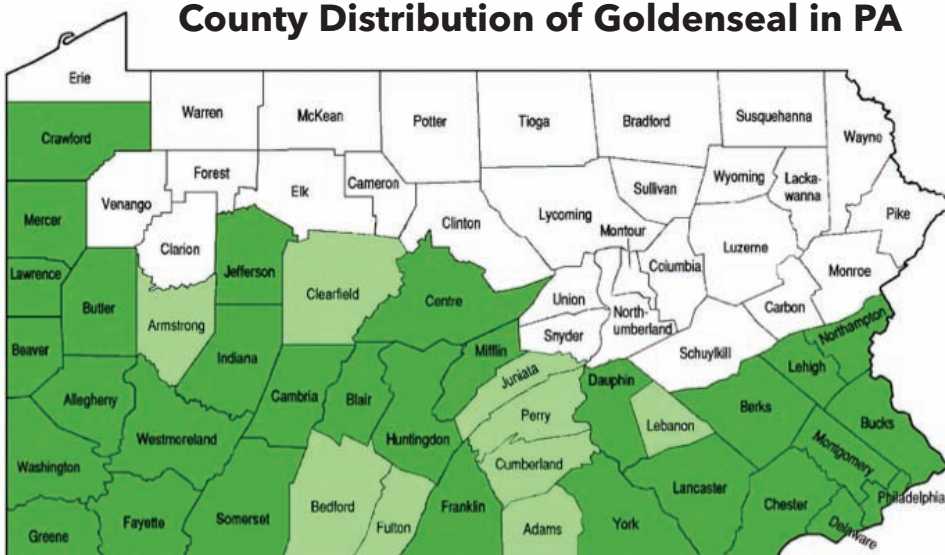 County Distribution of Goldenseal in PA
Erie
Crawford
Warren
McKean
Potter
Tioga
Bradford
Susquehanna
Wayne
Forest
Elk
Cameron
Sullivan
Wyoming
Lacka-
wanna
Pike
Mercer
Venango
Clarion
Clinton
Lycoming
Montour
Columbia
Luzerne
Monroe
Lawrence
Butler
Jefferson
Clearfield
Centre
Union
North-
umberland
Carbon
Northampton
Armstrong
Snyder
Schuylkill
Beaver
Indiana
Mifflin
Juniata
Dauphin
Lehigh
Allegheny
Cambria
Blair
Perry
Lebanon
Berks
Bucks
Westmoreland
Huntingdon
Cumberland
Montgomery
Washington
Lancaster
Philadelphia
Greene
Fayette
Somerset
Bedford
Fulton
Franklin
Adams
York
Chester
Delaware